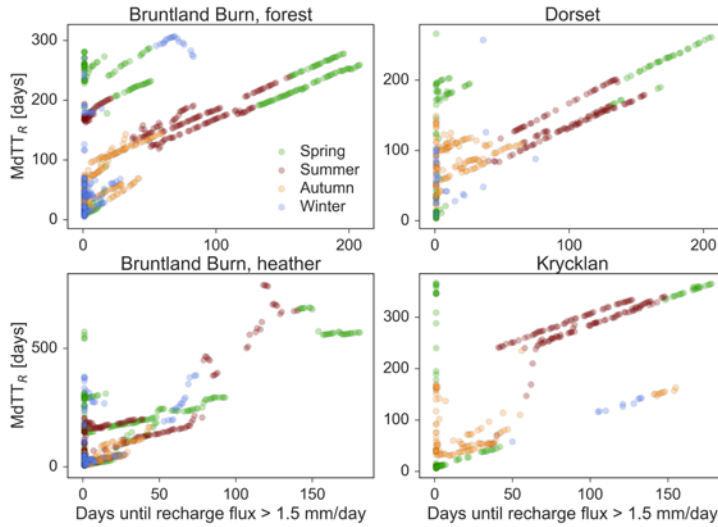 Bruntland Burn, forest
Dorset
MdTT_R [days]
300
200
100
0
0
100
200
Spring
Summer
Autumn
Winter
200
100
0
0
100
200
Bruntland Burn, heather
Krycklan
MdTT_R [days]
500
0
0
50
100
150
Days until recharge flux > 1.5 mm/day
300
200
100
0
0
50
100
150
Days until recharge flux > 1.5 mm/day